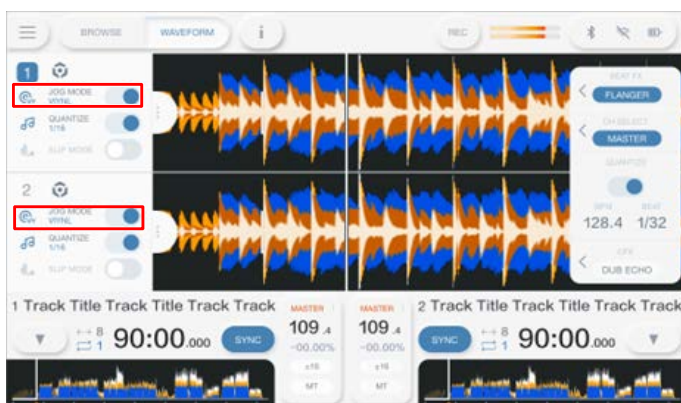 BROWSE
WAVEFORM
i
REC
1
JOG MODE
VIYNL
QUANTIZE
1/16
SLIP MODE
2
JOG MODE
VIYNL
QUANTIZE
1/16
SLIP MODE
BEAT FX
FLANGER
CH SELECT
MASTER
QUANTIZE
BPM BEAT
128.4 1/32
CFX
DUB ECHO
1 Track Title Track Title Track Track
8
1
90:00.000
SYNC
MASTER
109.4
-00.00%
±16
MT
MASTER
109.4
-00.00%
±16
MT
2 Track Title Track Title Track Track
SYNC
8
1
90:00.000